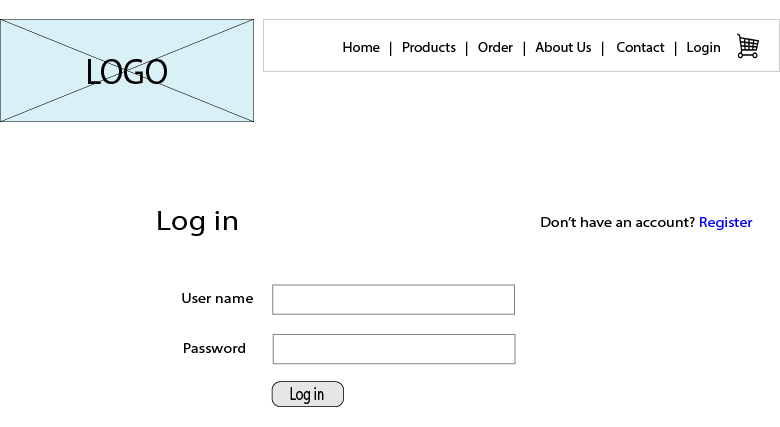 LOGO
Home | Products | Order | About Us | Contact | Login
Log in
Don't have an account? Register
User name
Password
Log in